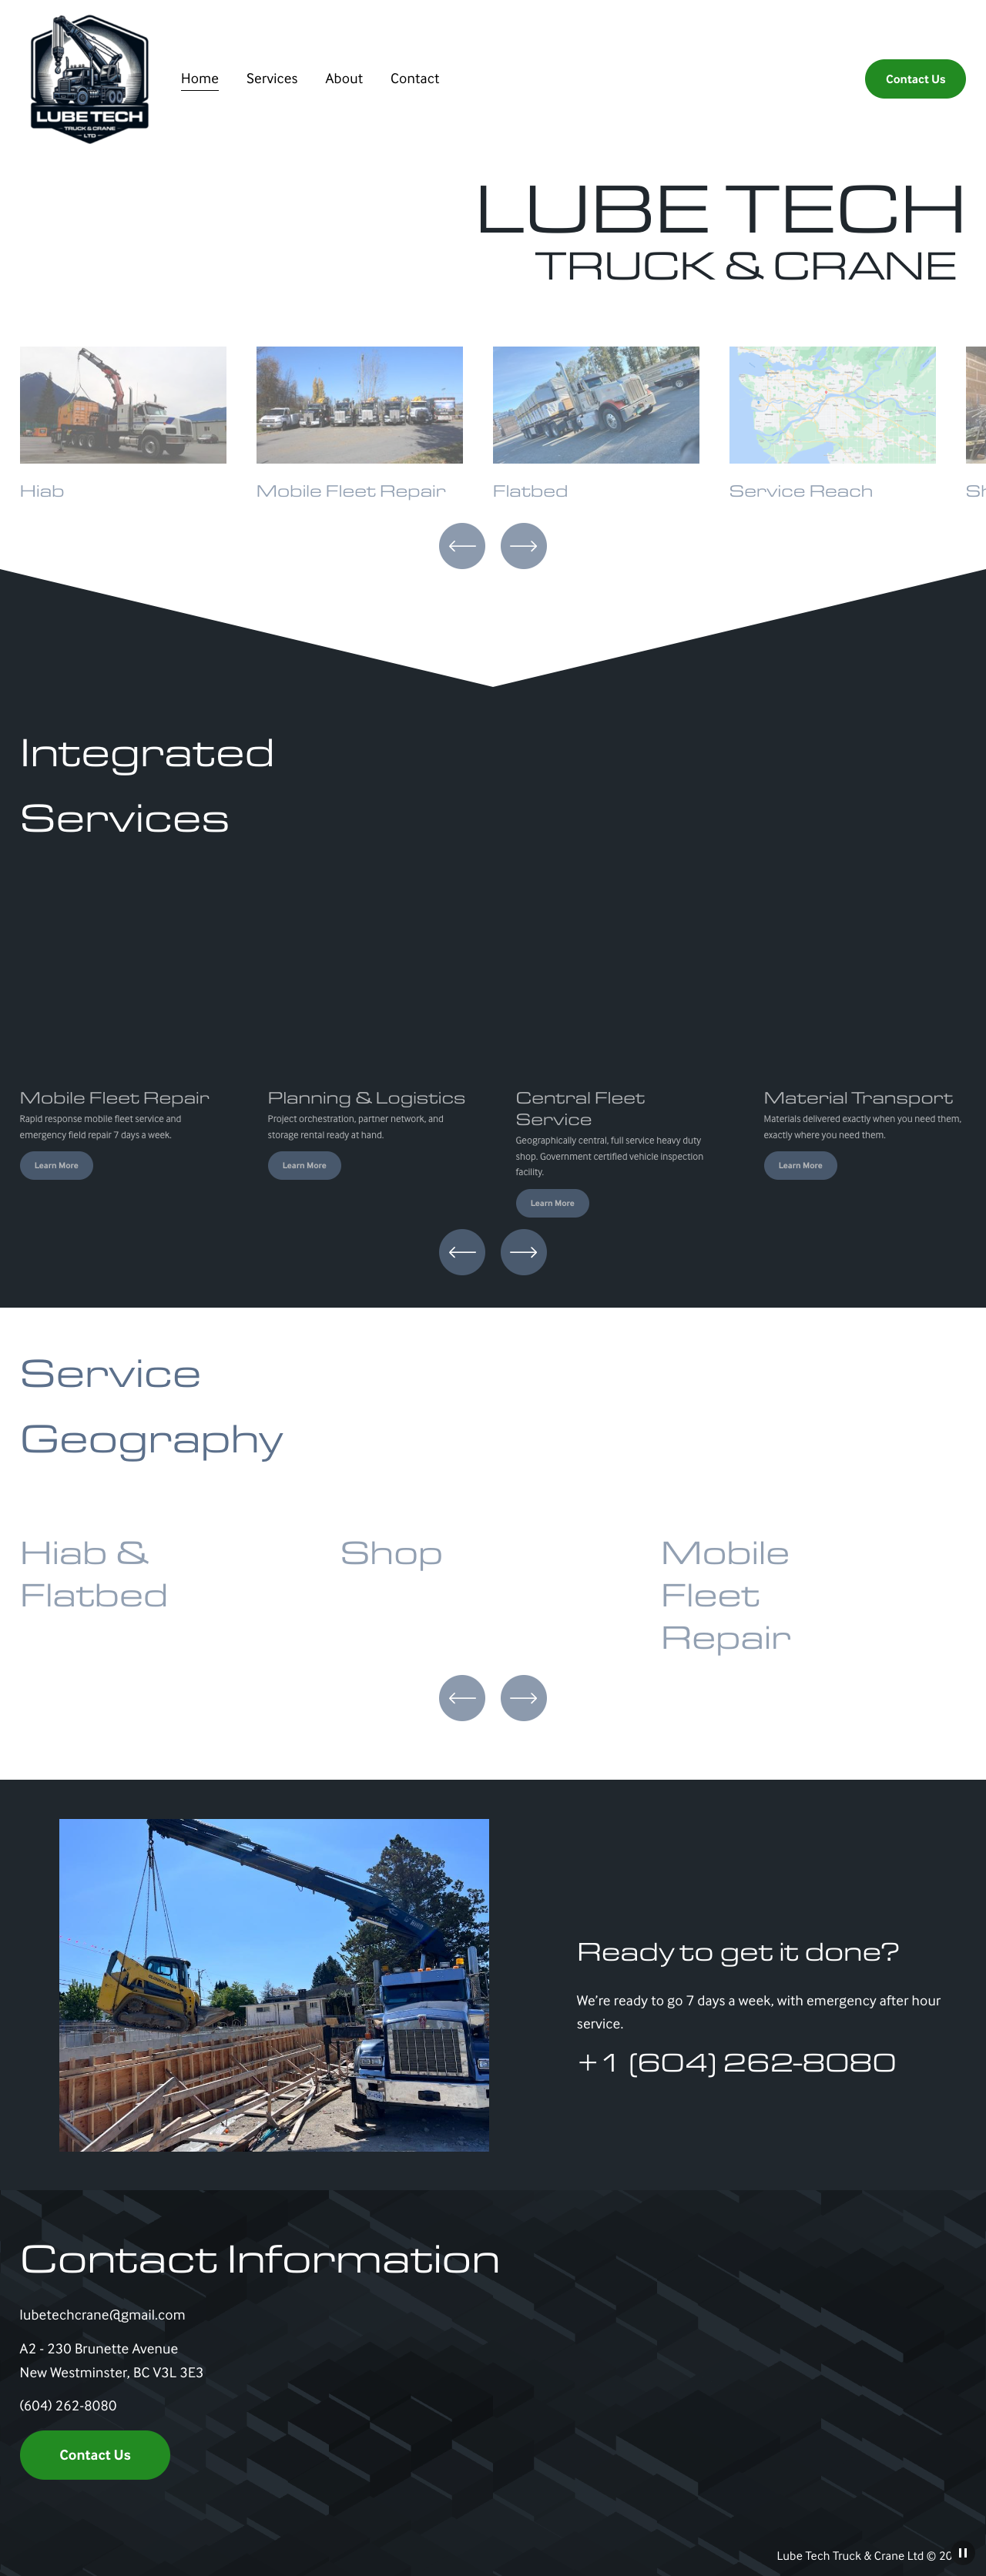 LUBE TECH
TRUCK & CRANE
LTD
Home
Services
About
Contact
Contact Us
LUBE TECH
TRUCK & CRANE
Hiab
Mobile Fleet Repair
Flatbed
Service Reach
Sh
Integrated
Services
Mobile Fleet Repair
Rapid response mobile fleet service and
emergency field repair 7 days a week.
Learn More
Planning & Logistics
Project orchestration, partner network, and
storage rental ready at hand.
Learn More
Central Fleet
Service
Geographically central, full service heavy duty
shop. Government certified vehicle inspection
facility.
Learn More
Material Transport
Materials delivered exactly when you need them,
exactly where you need them.
Learn More
Service
Geography
Hiab &
Flatbed
Shop
Mobile
Fleet
Repair
Ready to get it done?
We’re ready to go 7 days a week, with emergency after hour
service.
+1 (604) 262-8080
Contact Information
lubetechcrane@gmail.com
A2 - 230 Brunette Avenue
New Westminster, BC V3L 3E3
(604) 262-8080
Contact Us
Lube Tech Truck & Crane Ltd © 20